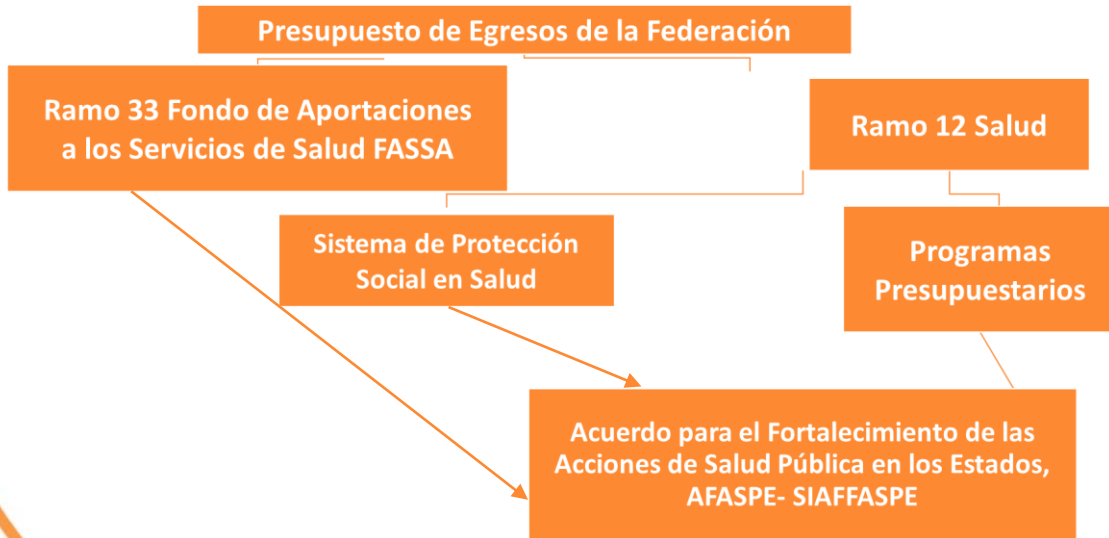 Presupuesto de Egresos de la Federación
Ramo 33 Fondo de Aportaciones
a los Servicios de Salud FASSA
Ramo 12 Salud
Sistema de Protección
Social en Salud
Programas
Presupuestarios
Acuerdo para el Fortalecimiento de las
Acciones de Salud Pública en los Estados,
AFASPE- SIAFFASPE